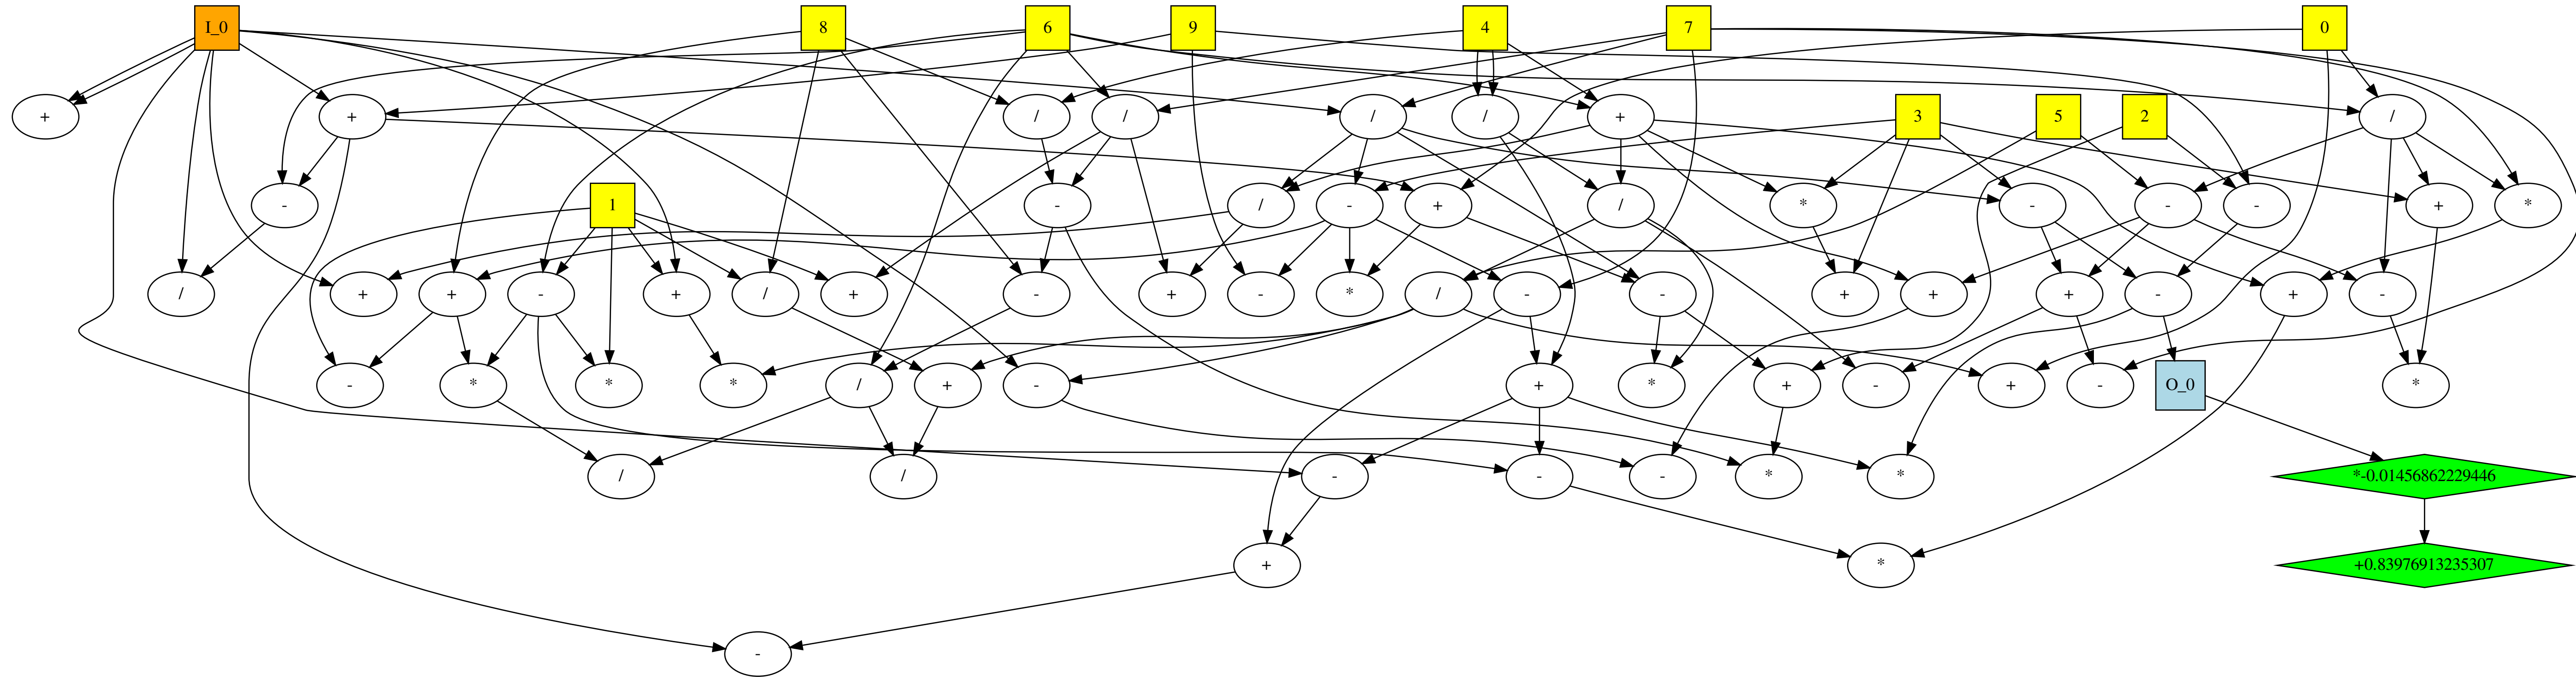 I_0 8 6 9 4 7 0
+ + / / / / + 3 5 2 /
- 1 - / - + / * - - - + *
/ + + - + / + - + - * / - - + + + - + -
- * * * / + - + * + - + - O_0 *
/ / - - - * * *-0.01456862229446
+ * +0.83976913235307
-